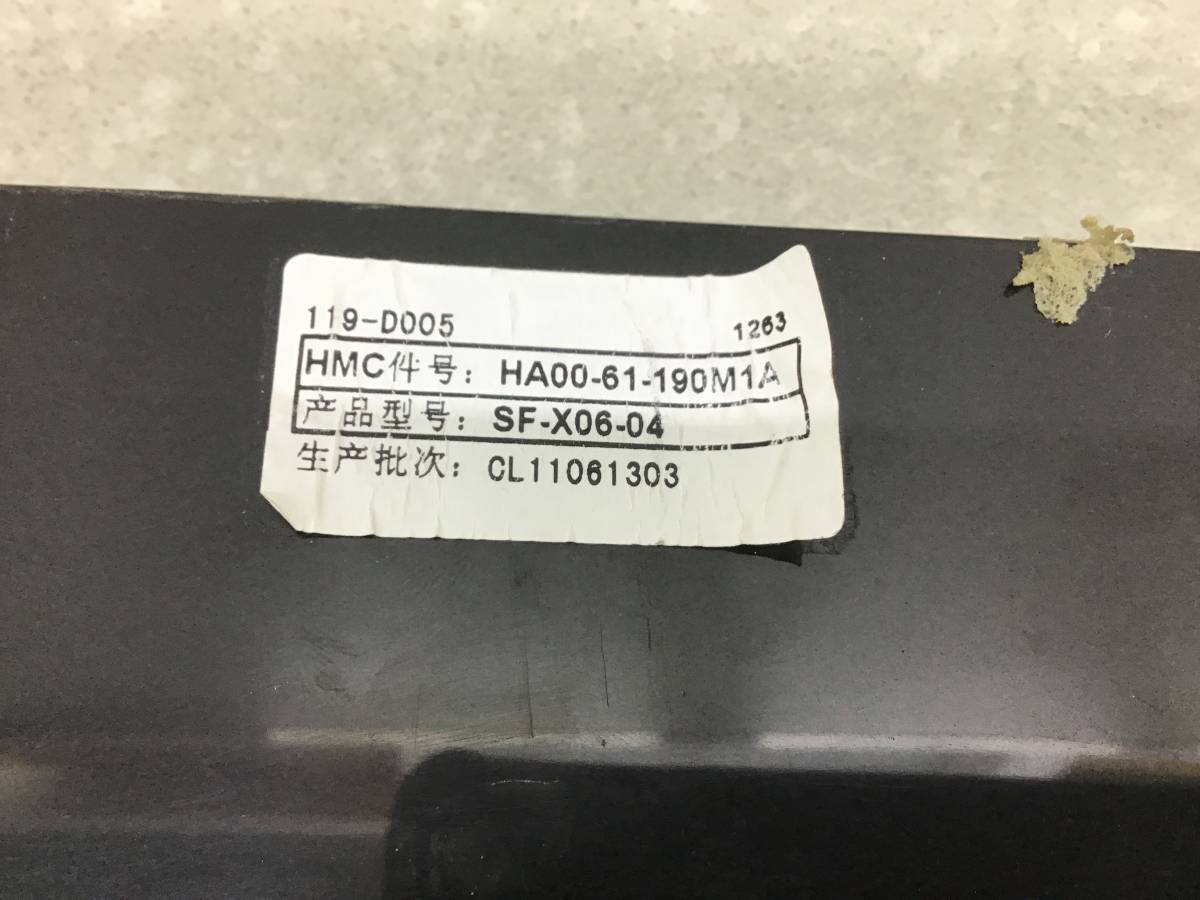 119-D005 1263
HMC件号：HA00-61-190M1A
产品型号：SF-X06-04
生产批次：CL11061303